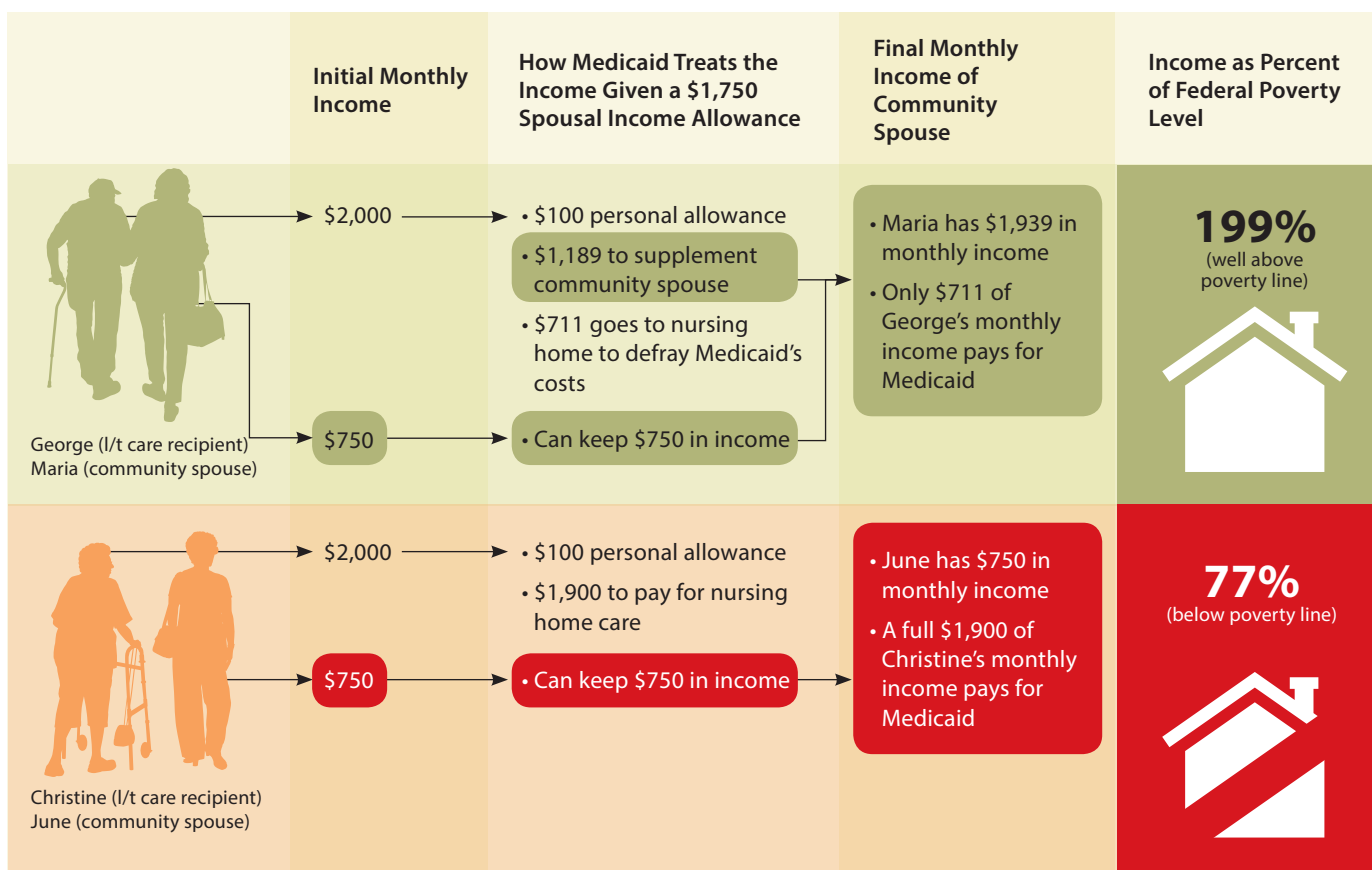 Initial Monthly
Income
How Medicaid Treats the
Income Given a $1,750
Spousal Income Allowance
Final Monthly
Income of
Community
Spouse
Income as Percent
of Federal Poverty
Level
George (l/t care recipient)
Maria (community spouse)
$2,000
• $100 personal allowance
• $1,189 to supplement
community spouse
• $711 goes to nursing
home to defray Medicaid’s
costs
$750
• Can keep $750 in income
• Maria has $1,939 in
monthly income
• Only $711 of
George’s monthly
income pays for
Medicaid
199%
(well above
poverty line)
Christine (l/t care recipient)
June (community spouse)
$2,000
• $100 personal allowance
• $1,900 to pay for nursing
home care
$750
• Can keep $750 in income
• June has $750 in
monthly income
• A full $1,900 of
Christine’s monthly
income pays for
Medicaid
77%
(below poverty line)